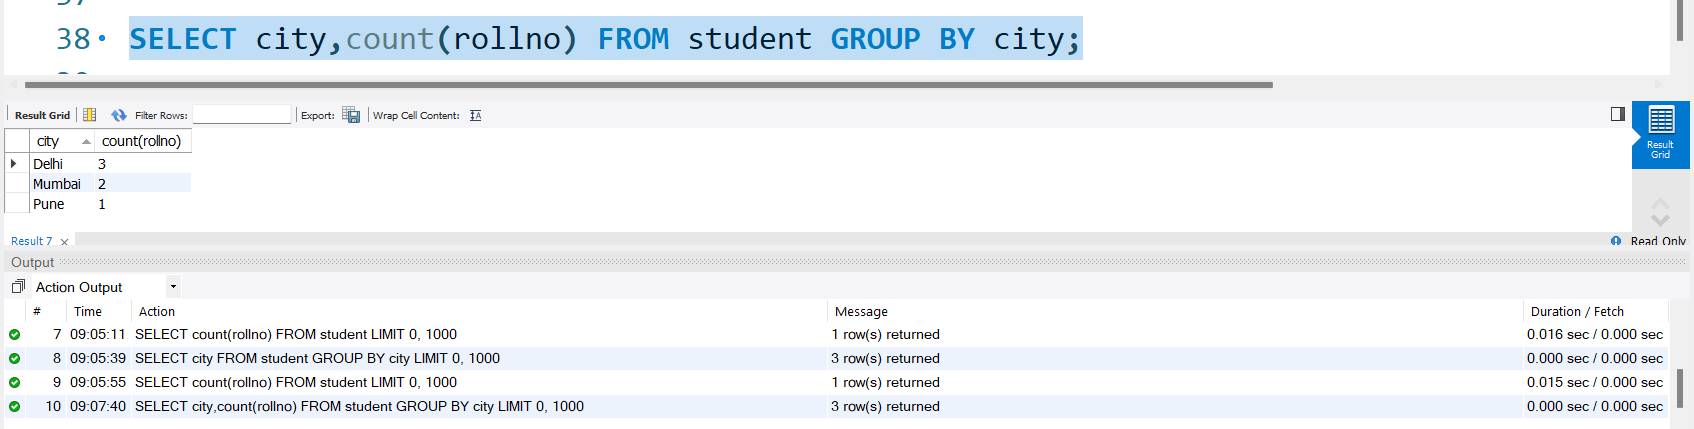 38 SELECT city,count(rollno) FROM student GROUP BY city;
Result Grid Filter Rows: Export: Wrap Cell Content:
city count(rollno)
Delhi 3
Mumbai 2
Pune 1
Result Grid
Result 7 Read Only
Output
Action Output
# Time Action Message Duration / Fetch
7 09:05:11 SELECT count(rollno) FROM student LIMIT 0, 1000 1 row(s) returned 0.016 sec / 0.000 sec
8 09:05:39 SELECT city FROM student GROUP BY city LIMIT 0, 1000 3 row(s) returned 0.000 sec / 0.000 sec
9 09:05:55 SELECT count(rollno) FROM student LIMIT 0, 1000 1 row(s) returned 0.015 sec / 0.000 sec
10 09:07:40 SELECT city,count(rollno) FROM student GROUP BY city LIMIT 0, 1000 3 row(s) returned 0.000 sec / 0.000 sec